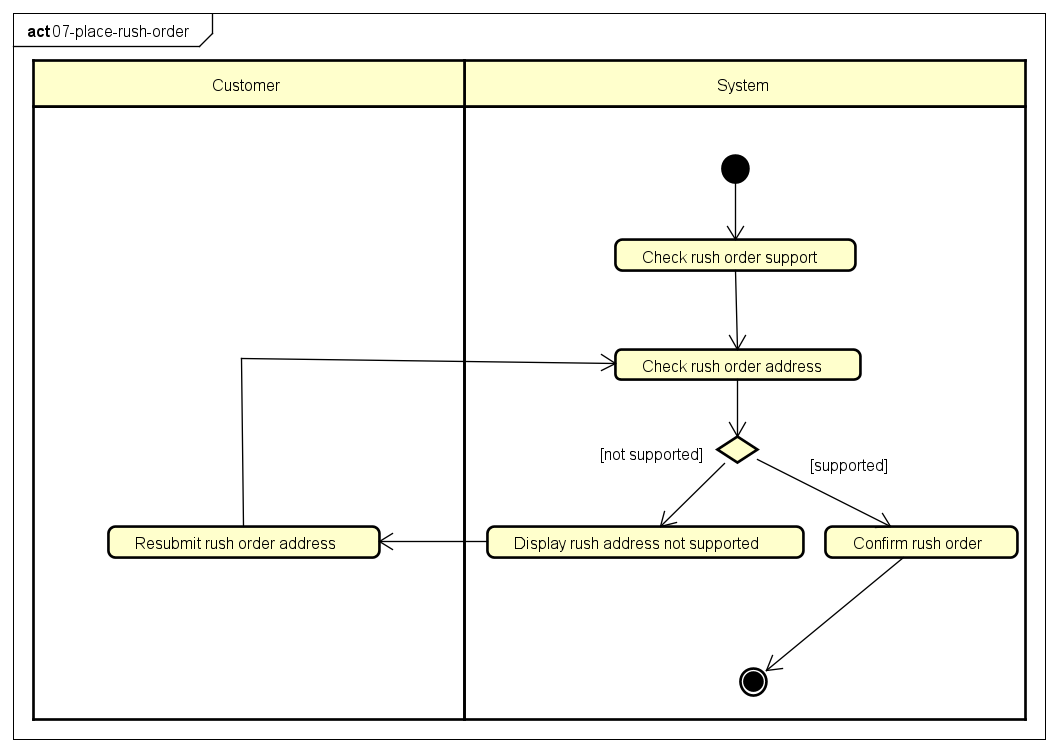 act 07-place-rush-order
Customer
System
Check rush order support
Check rush order address
[not supported]
[supported]
Resubmit rush order address
Display rush address not supported
Confirm rush order